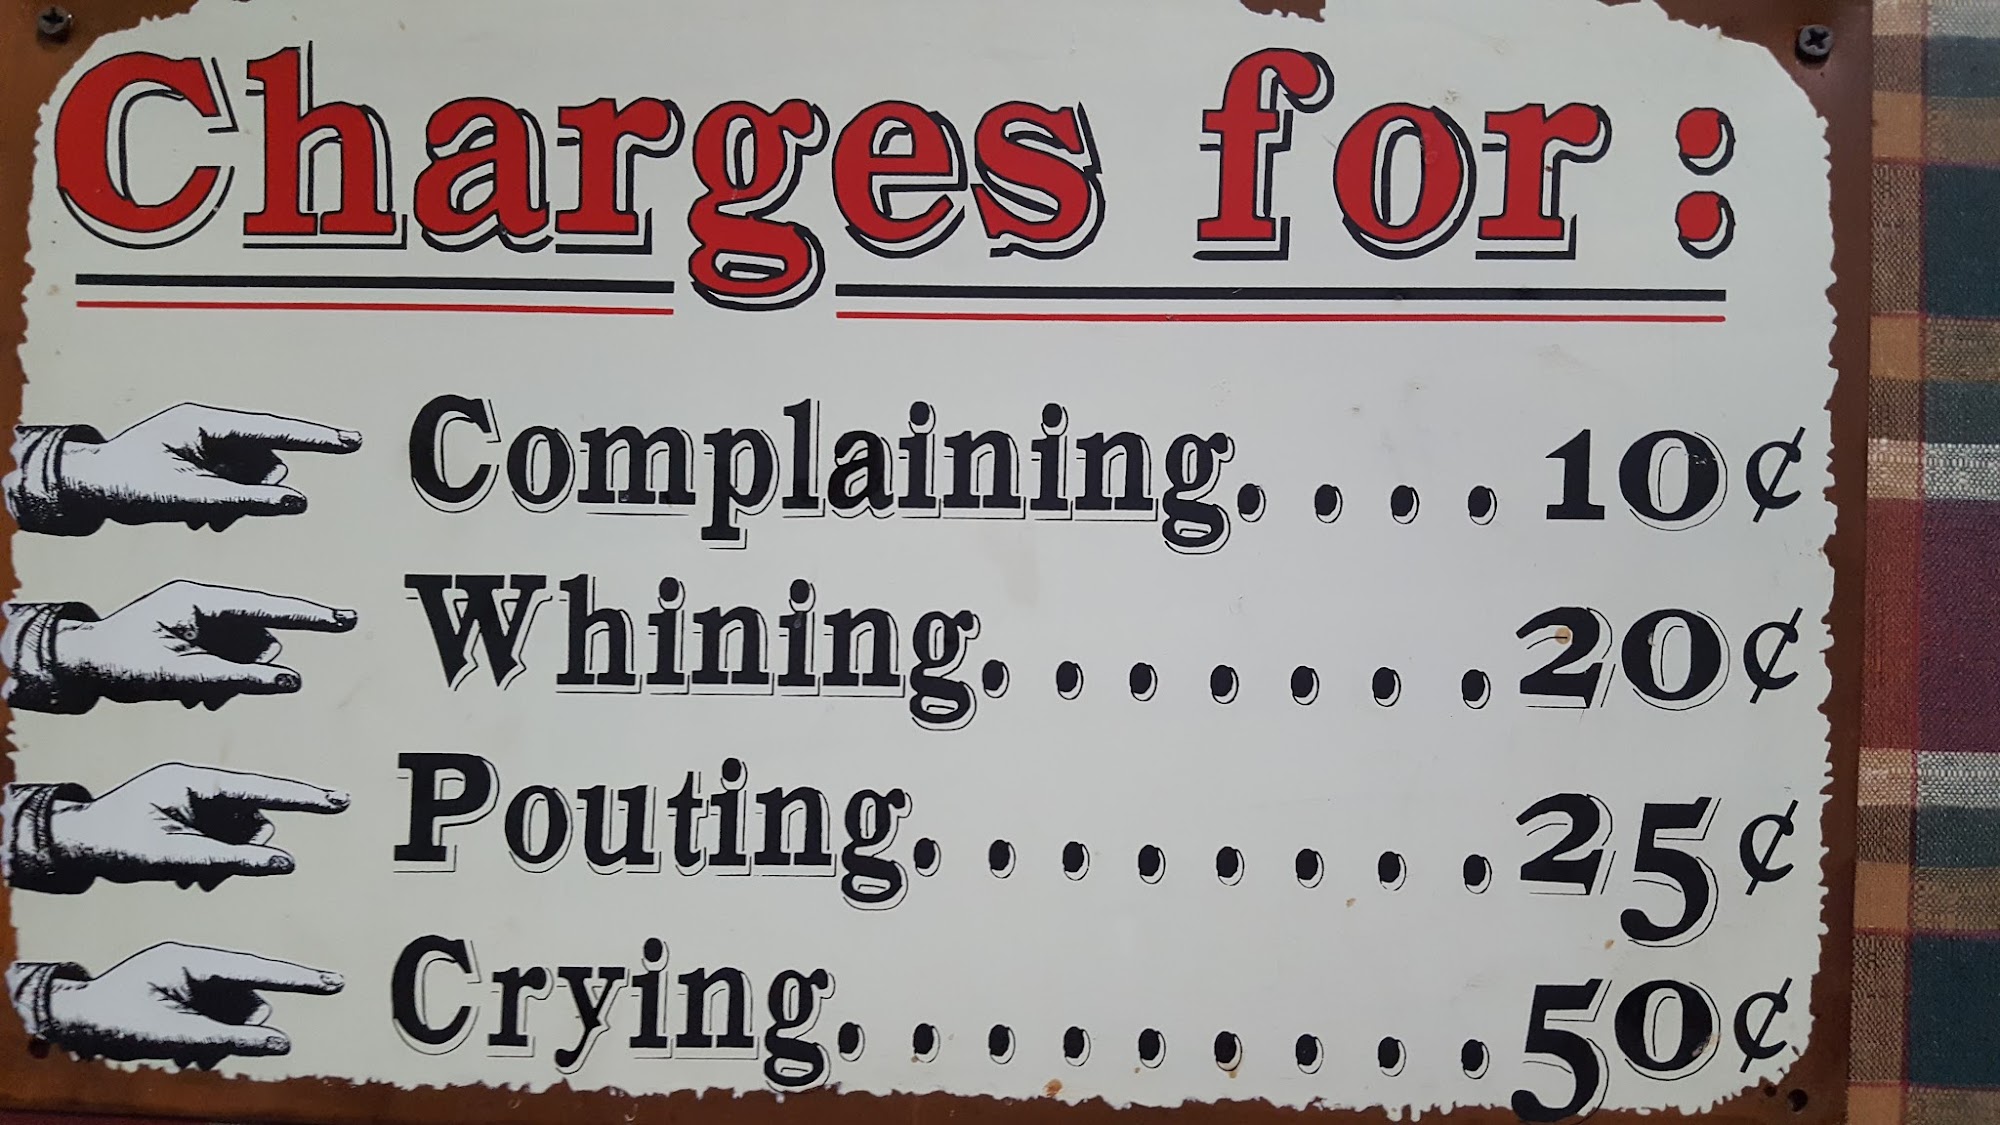 Charges for:
Complaining. . . . 10¢
Whining. . . . . . . 20¢
Pouting. . . . . . . . 25¢
Crying. . . . . . . . . 50¢